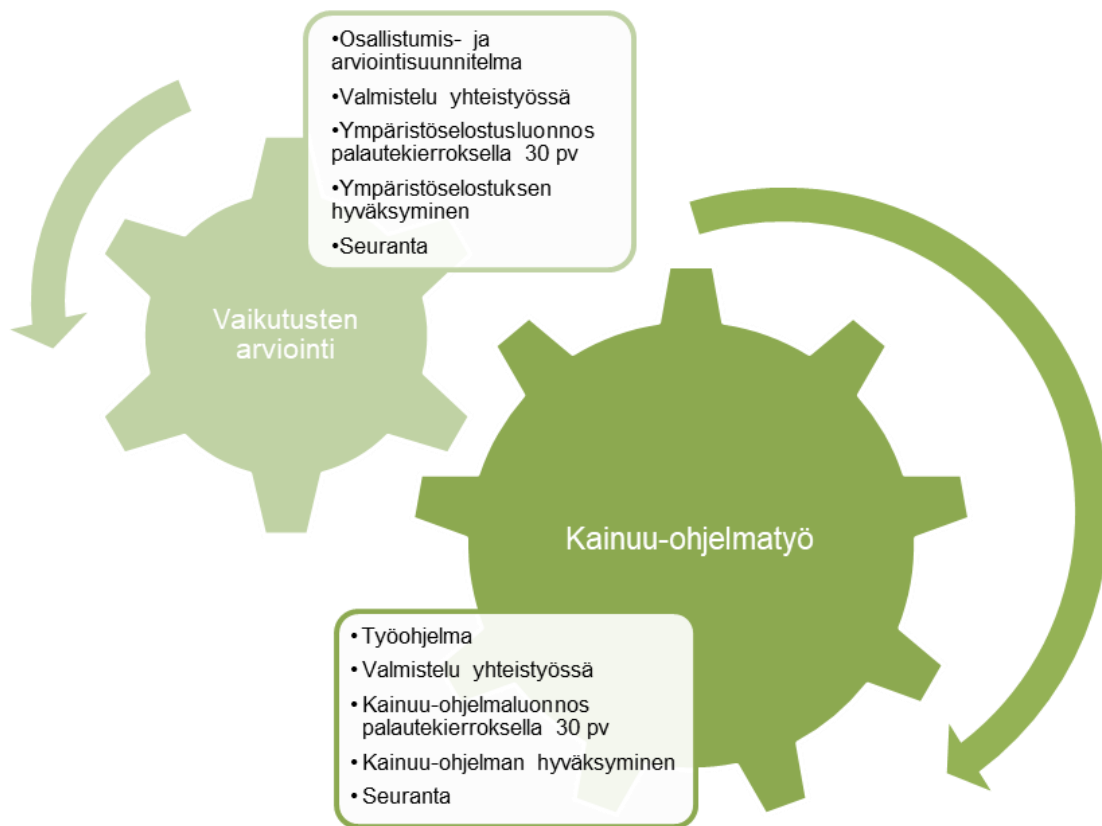 •Osallistumis- ja
arviointisuunnitelma
•Valmistelu yhteistyössä
•Ympäristöselostusluonnos
palautekierroksella 30 pv
•Ympäristöselostuksen
hyväksyminen
•Seuranta
Vaikutusten
arviointi
Kainuu-ohjelmatyö
• Työohjelma
• Valmistelu yhteistyössä
• Kainuu-ohjelmaluonnos
palautekierroksella 30 pv
• Kainuu-ohjelman hyväksyminen
• Seuranta